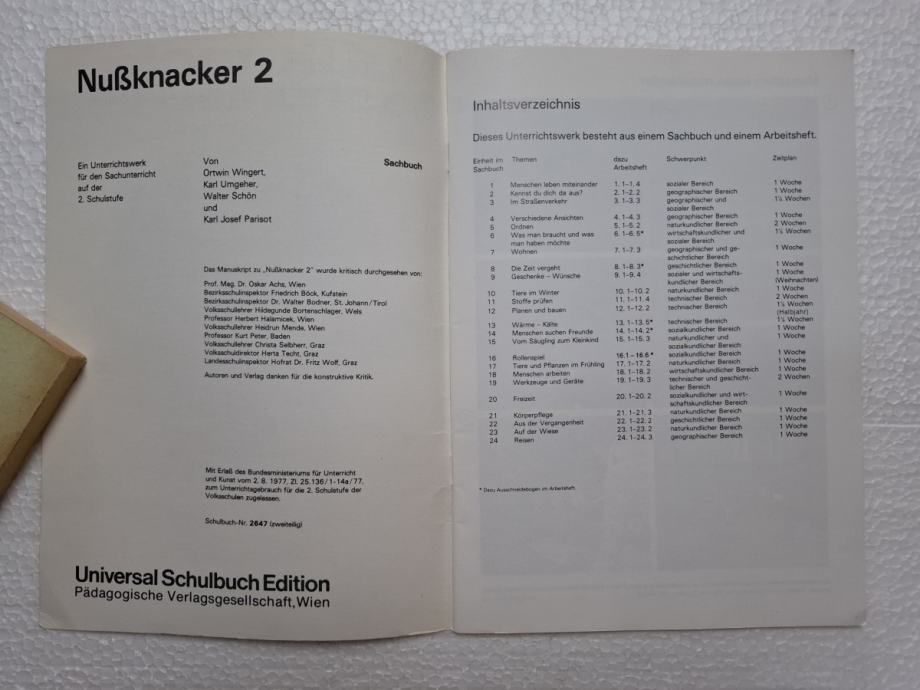 Nußknacker 2
Ein Unterrichtswerk
für den Sachunterricht
auf der
2. Schulstufe
Von
Ortwin Wingert,
Karl Umgeher,
Walter Schön
und
Karl Josef Parisot
Sachbuch
Das Manuskript zu „Nußknacker 2" wurde kritisch durchgesehen von:
Prof. Mag. Dr. Oskar Achs, Wien
Bezirksschulinspektor Friedrich Böck, Kufstein
Bezirksschulinspektor Dr. Walter Bodner, St. Johann/Tirol
Volksschullehrer Hildegunde Bortenschlager, Wels
Professor Herbert Halamicek, Wien
Volksschullehrer Heidrun Mende, Wien
Professor Kurt Peter, Baden
Volksschullehrer Christa Selbherr, Graz
Volksschuldirektor Herta Techt, Graz
Landesschulinspektor Hofrat Dr. Fritz Wolf, Graz
Autoren und Verlag danken für die konstruktive Kritik.
Mit Erlaß des Bundesministeriums für Unterricht
und Kunst vom 2. 8. 1977, Zl. 25.136/1-14a/77,
zum Unterrichtsgebrauch für die 2. Schulstufe der
Volksschulen zugelassen.
Schulbuch-Nr. 2647 (zweiteilig)
Universal Schulbuch Edition
Pädagogische Verlagsgesellschaft, Wien
Inhaltsverzeichnis
Dieses Unterrichtswerk besteht aus einem Sachbuch und einem Arbeitsheft.
Einheit im Themen dazu Schwerpunkt Zeitplan
Sachbuch Arbeitsheft
1 Menschen leben miteinander 1. 1–1. 4 sozialer Bereich 1 Woche
2 Kennst du dich da aus? 2. 1–2. 2 geographischer Bereich 1 Woche
3 Im Straßenverkehr 3. 1–3. 3 geographischer und 1½ Wochen
sozialer Bereich
4 Verschiedene Ansichten 4. 1–4. 3 geographischer Bereich 1 Woche
5 Ordnen 5. 1–5. 2 naturkundlicher Bereich 2 Wochen
6 Was man braucht und was 6. 1–6. 5* wirtschaftskundlicher und 1½ Wochen
man haben möchte sozialer Bereich
7 Wohnen 7. 1–7. 3 geographischer und ge- 1 Woche
schichtlicher Bereich
8 Die Zeit vergeht 8. 1–8. 3* geschichtlicher Bereich 1 Woche
9 Geschenke – Wünsche 9. 1–9. 4 sozialer und wirtschafts- 1 Woche
kundlicher Bereich (Weihnachten)
10 Tiere im Winter 10. 1–10. 2 naturkundlicher Bereich 1 Woche
11 Stoffe prüfen 11. 1–11. 4 technischer Bereich 2 Wochen
12 Planen und bauen 12. 1–12. 2 technischer Bereich 1½ Wochen
(Halbjahr)
13 Wärme – Kälte 13. 1–13. 5* technischer Bereich 1½ Wochen
14 Menschen suchen Freunde 14. 1–14. 2* sozialkundlicher Bereich 1 Woche
15 Vom Säugling zum Kleinkind 15. 1–15. 3 naturkundlicher und 1 Woche
sozialkundlicher Bereich
16 Rollenspiel 16.1–16.6* sozialkundlicher Bereich 1 Woche
17 Tiere und Pflanzen im Frühling 17. 1–17. 2 naturkundlicher Bereich 1 Woche
18 Menschen arbeiten 18. 1–18. 2 wirtschaftskundlicher Bereich 1 Woche
19 Werkzeuge und Geräte 19. 1–19. 3 technischer und geschicht- 2 Wochen
licher Bereich
20 Freizeit 20. 1–20. 2 sozialkundlicher und wirt- 1 Woche
schaftskundlicher Bereich
21 Körperpflege 21. 1–21. 3 naturkundlicher Bereich 1 Woche
22 Aus der Vergangenheit 22. 1–22. 2 geschichtlicher Bereich 1 Woche
23 Auf der Wiese 23. 1–23. 2 naturkundlicher Bereich 1 Woche
24 Reisen 24. 1–24. 3 geographischer Bereich 1 Woche
* Dazu Ausschneidebogen im Arbeitsheft.